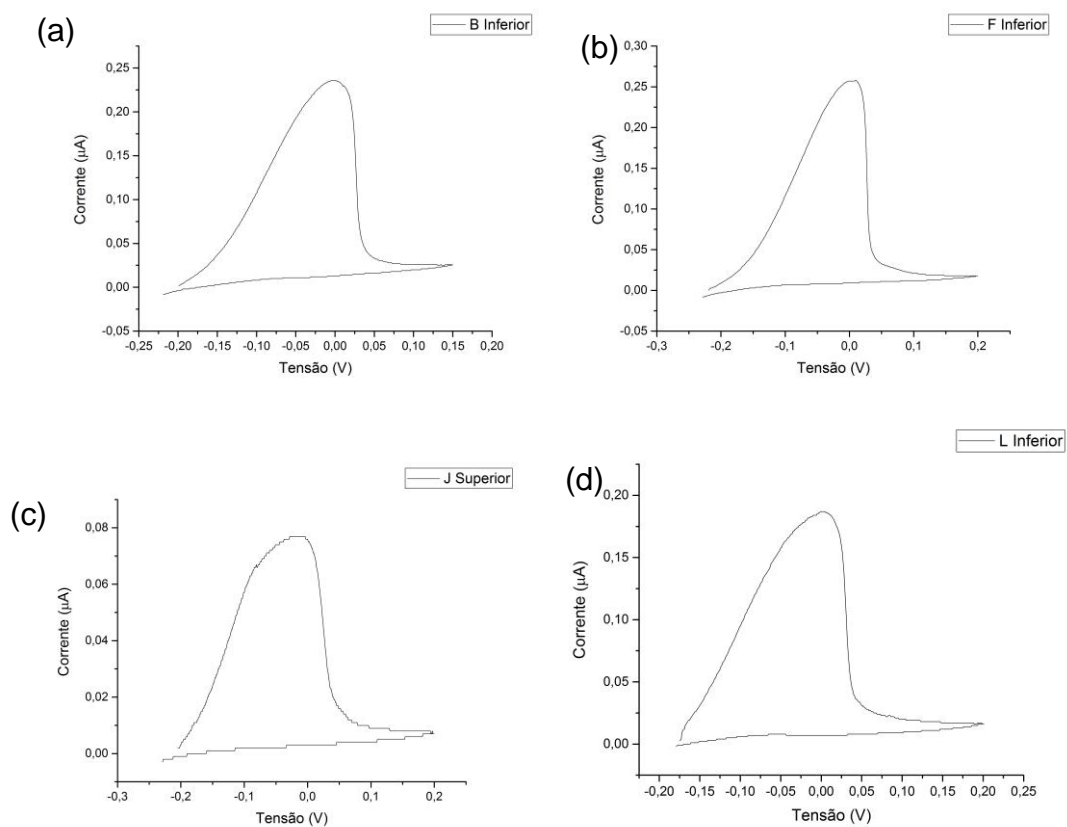 (a)
B Inferior
0,25
0,20
0,15
0,10
0,05
0,00
-0,05
Corrente (µA)
-0,25 -0,20 -0,15 -0,10 -0,05 0,00 0,05 0,10 0,15 0,20
Tensão (V)
(b)
F Inferior
0,30
0,25
0,20
0,15
0,10
0,05
0,00
-0,05
Corrente (µA)
-0,3 -0,2 -0,1 0,0 0,1 0,2
Tensão (V)
(c)
J Superior
0,08
0,06
0,04
0,02
0,00
Corrente (µA)
-0,3 -0,2 -0,1 0,0 0,1 0,2
Tensão (V)
(d)
L Inferior
0,20
0,15
0,10
0,05
0,00
Corrente (µA)
-0,20 -0,15 -0,10 -0,05 0,00 0,05 0,10 0,15 0,20 0,25
Tensão (V)